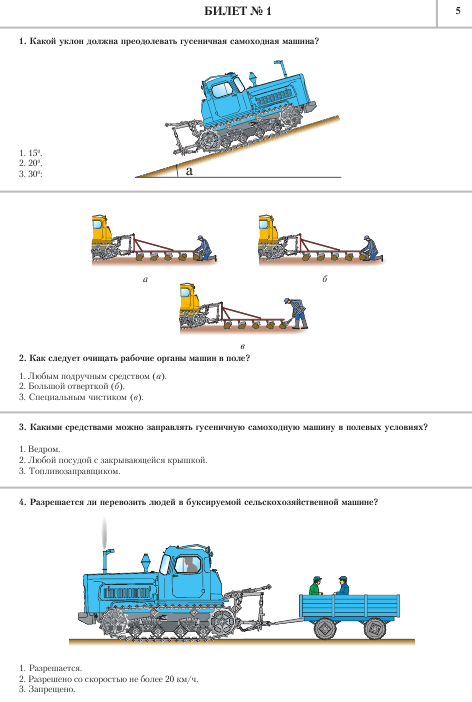 БИЛЕТ № 1
5
1. Какой уклон должна преодолевать гусеничная самоходная машина?
1. 15⁰.
2. 20⁰.
3. 30⁰:
a
а
б
в
2. Как следует очищать рабочие органы машин в поле?
1. Любым подручным средством (а).
2. Большой отверткой (б).
3. Специальным чистиком (в).
3. Какими средствами можно заправлять гусеничную самоходную машину в полевых условиях?
1. Ведром.
2. Любой посудой с закрывающейся крышкой.
3. Топливозаправщиком.
4. Разрешается ли перевозить людей в буксируемой сельскохозяйственной машине?
1. Разрешается.
2. Разрешено со скоростью не более 20 км/ч.
3. Запрещено.